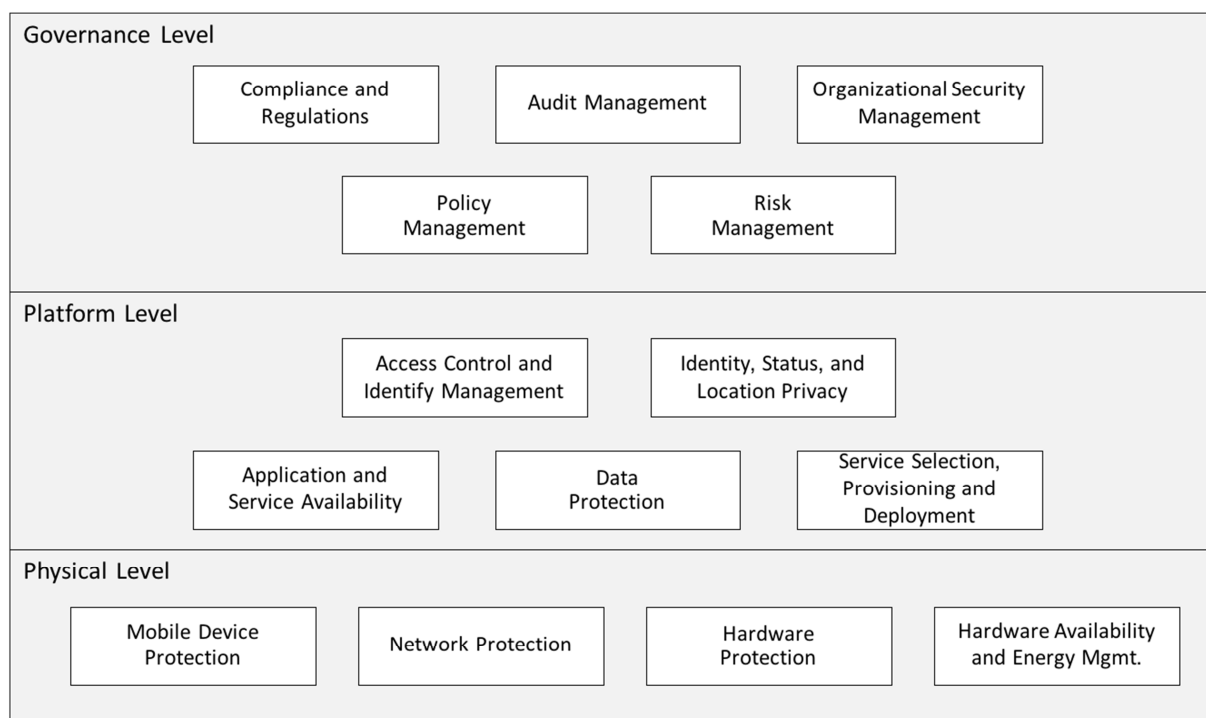 Governance Level
Compliance and
Regulations
Audit Management
Organizational Security
Management
Policy
Management
Risk
Management
Platform Level
Access Control and
Identify Management
Identity, Status, and
Location Privacy
Application and
Service Availability
Data
Protection
Service Selection,
Provisioning and
Deployment
Physical Level
Mobile Device
Protection
Network Protection
Hardware
Protection
Hardware Availability
and Energy Mgmt.